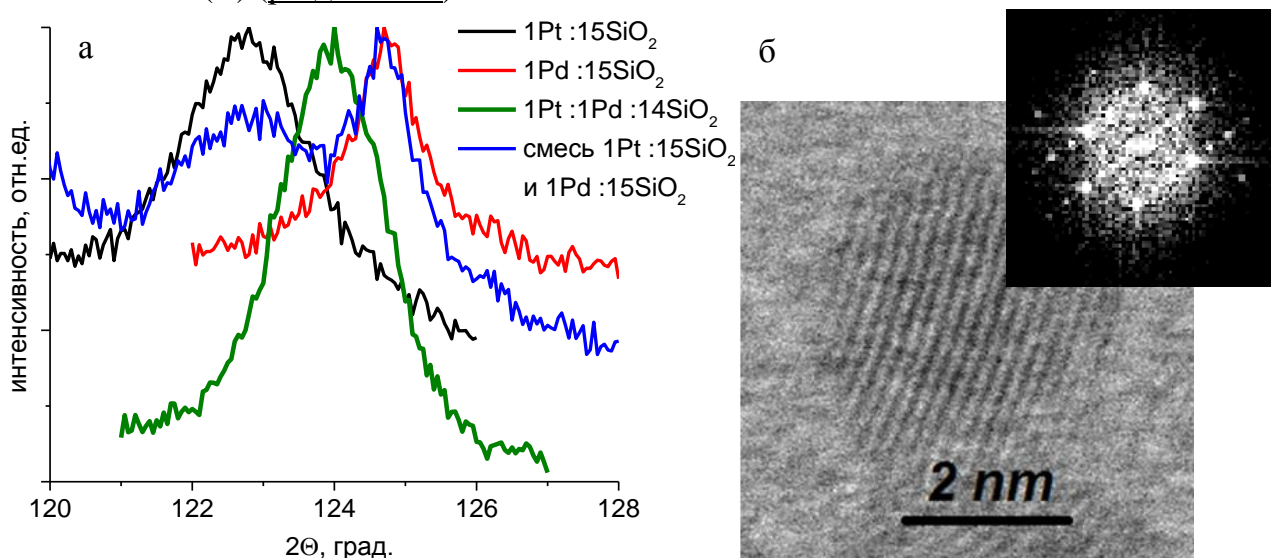 а
1Pt :15SiO2
1Pd :15SiO2
1Pt :1Pd :14SiO2
смесь 1Pt :15SiO2
и 1Pd :15SiO2
интенсивность, отн.ед.
120 122 124 126 128
2Θ, град.
б
2 nm